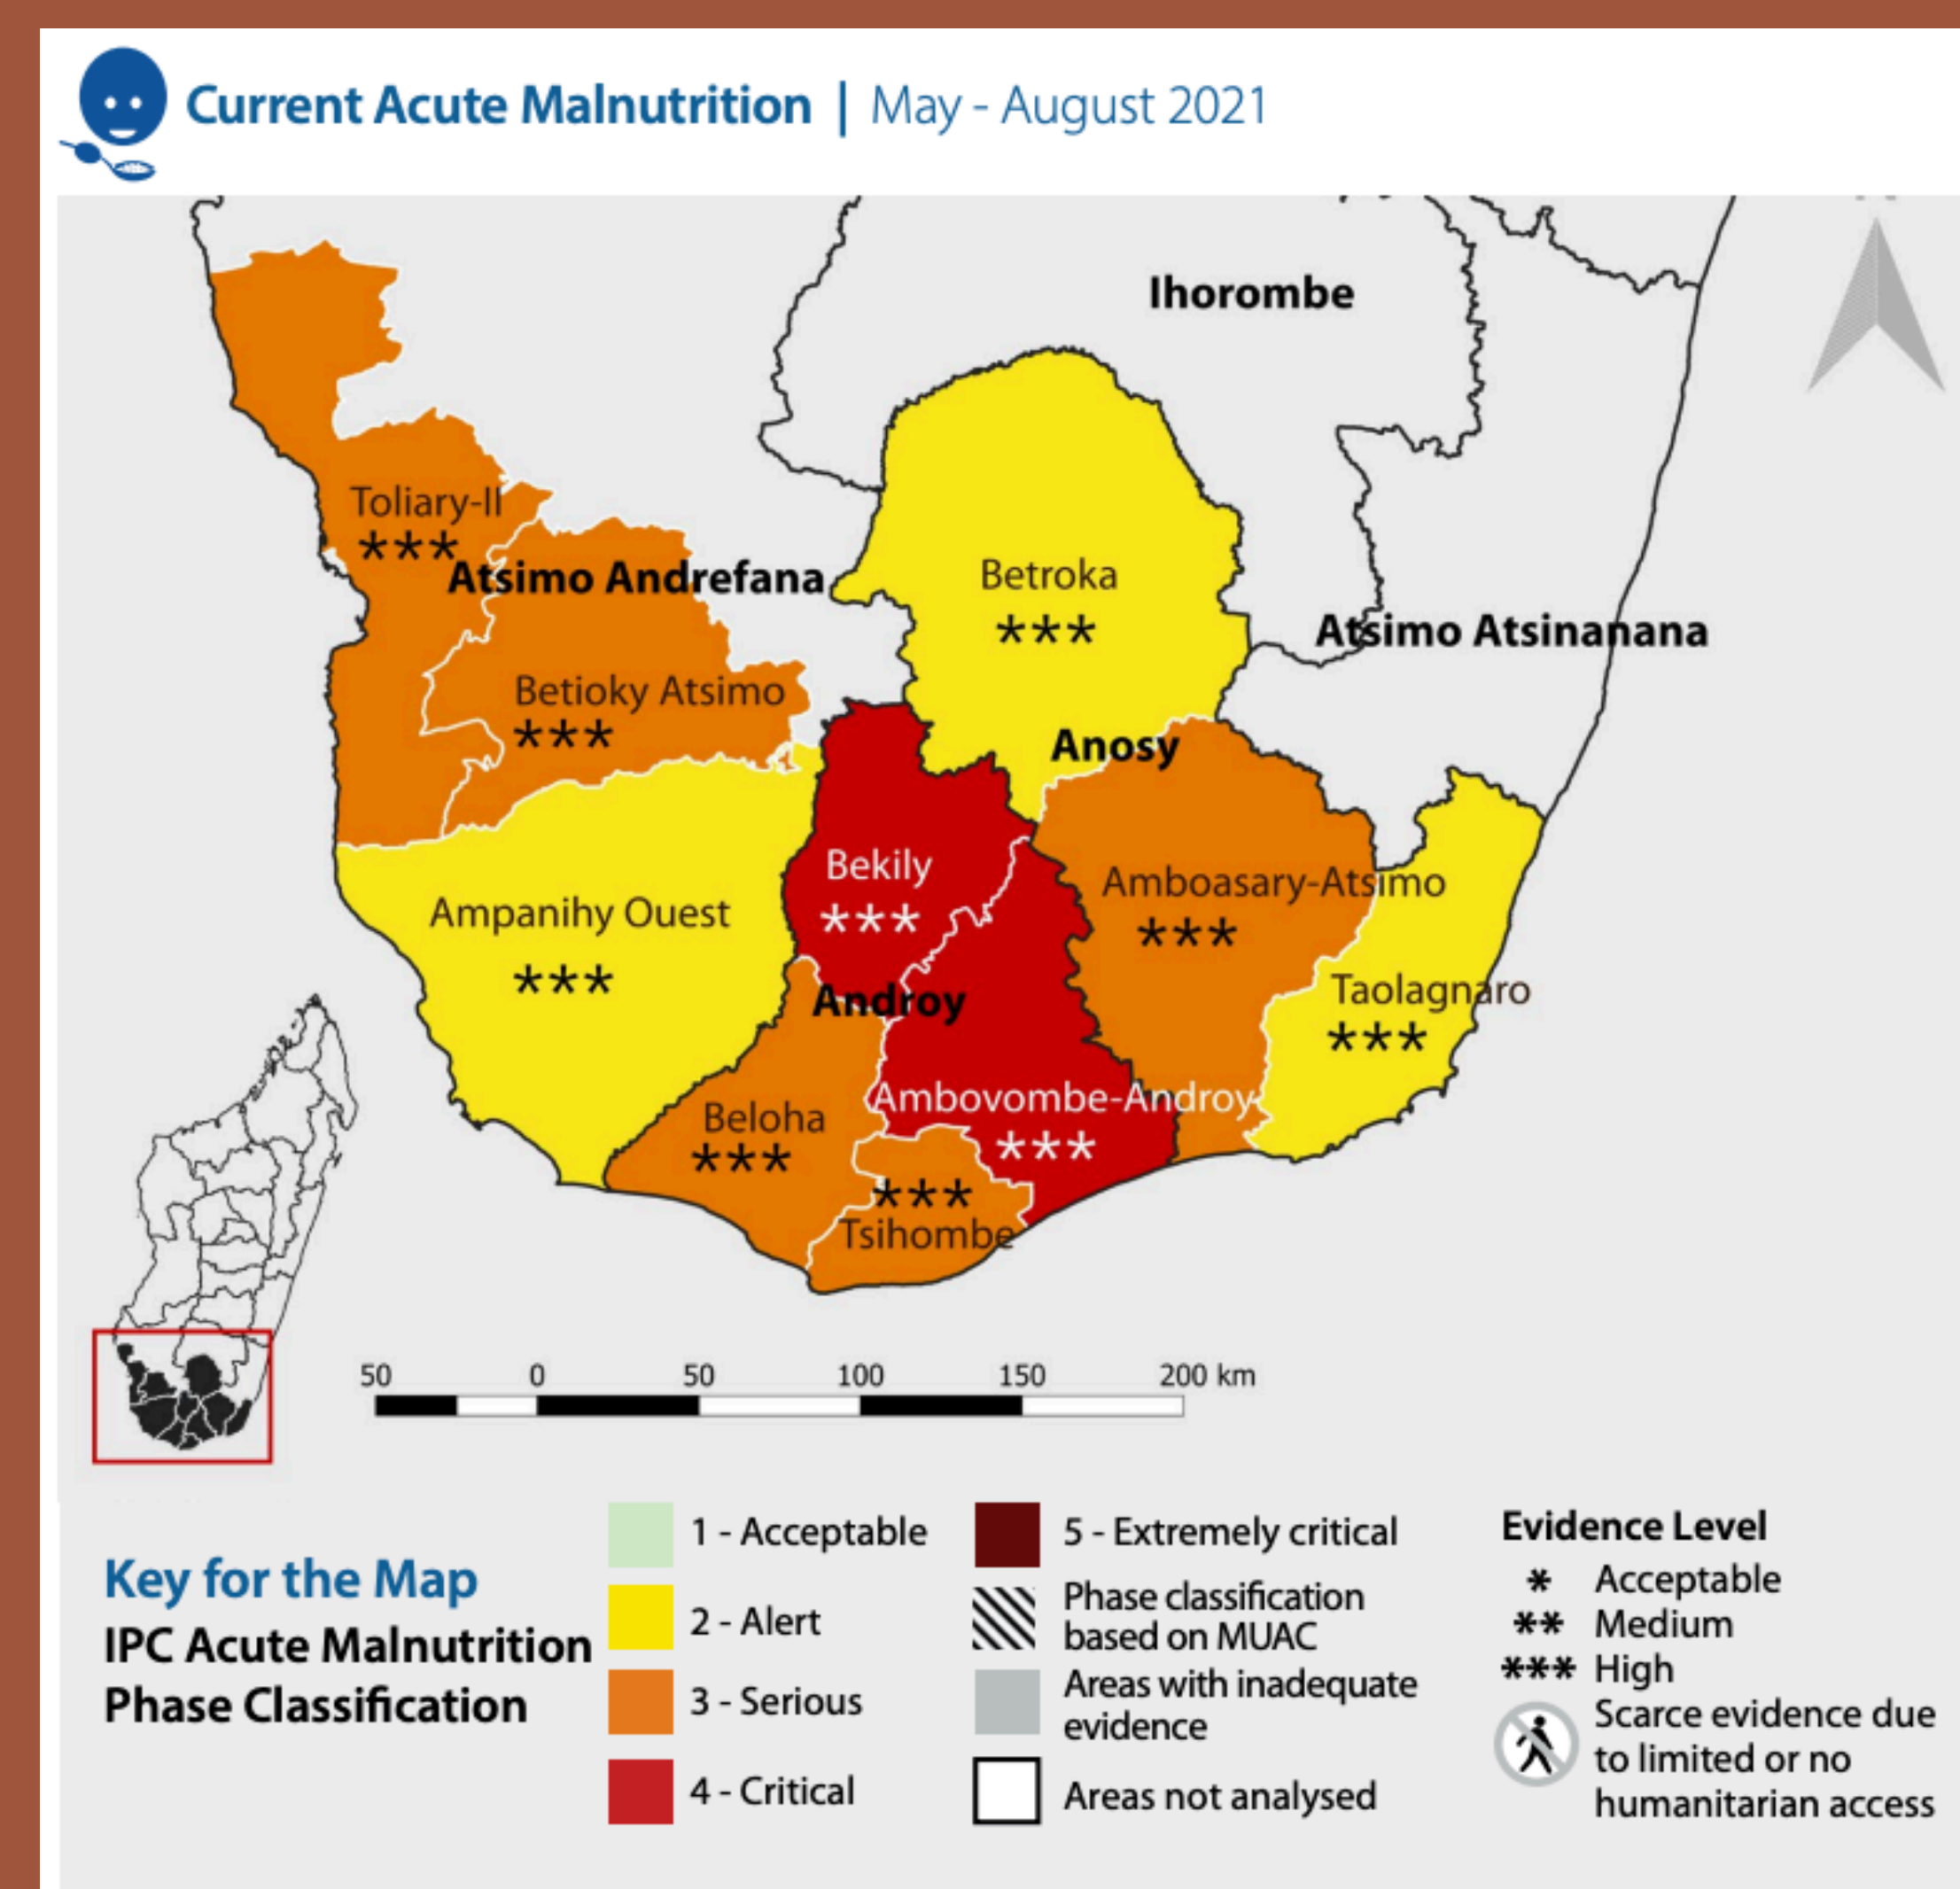 Current Acute Malnutrition | May - August 2021
Ihorombe
Toliary-II
***
Atsimo Andrefana
Betroka
***
Atsimo Atsinanana
Betioky Atsimo
***
Anosy
Bekily
***
Amboasary-Atsimo
***
Ampanihy Ouest
***
Taolagnaro
***
Androy
Ambovombe-Androy
***
Beloha
***
***
Tsihombe
50 0 50 100 150 200 km
Key for the Map
IPC Acute Malnutrition
Phase Classification
1 - Acceptable
2 - Alert
3 - Serious
4 - Critical
5 - Extremely critical
Phase classification
based on MUAC
Areas with inadequate
evidence
Areas not analysed
Evidence Level
* Acceptable
** Medium
*** High
Scarce evidence due
to limited or no
humanitarian access